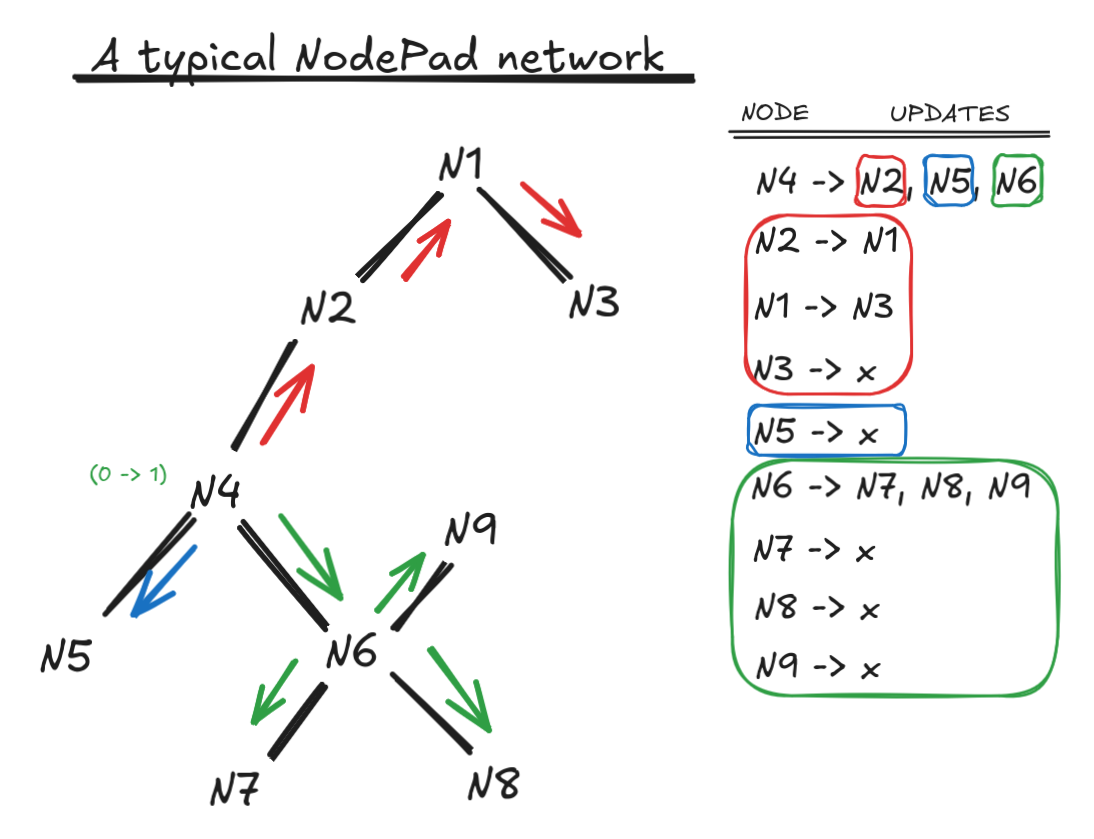 A typical NodePad network
NODE UPDATES
N4 -> N2, N5, N6
N2 -> N1
N1 -> N3
N3 -> x
N5 -> x
N6 -> N7, N8, N9
N7 -> x
N8 -> x
N9 -> x
N1
N2
N3
(0 -> 1)
N4
N9
N5
N6
N7
N8